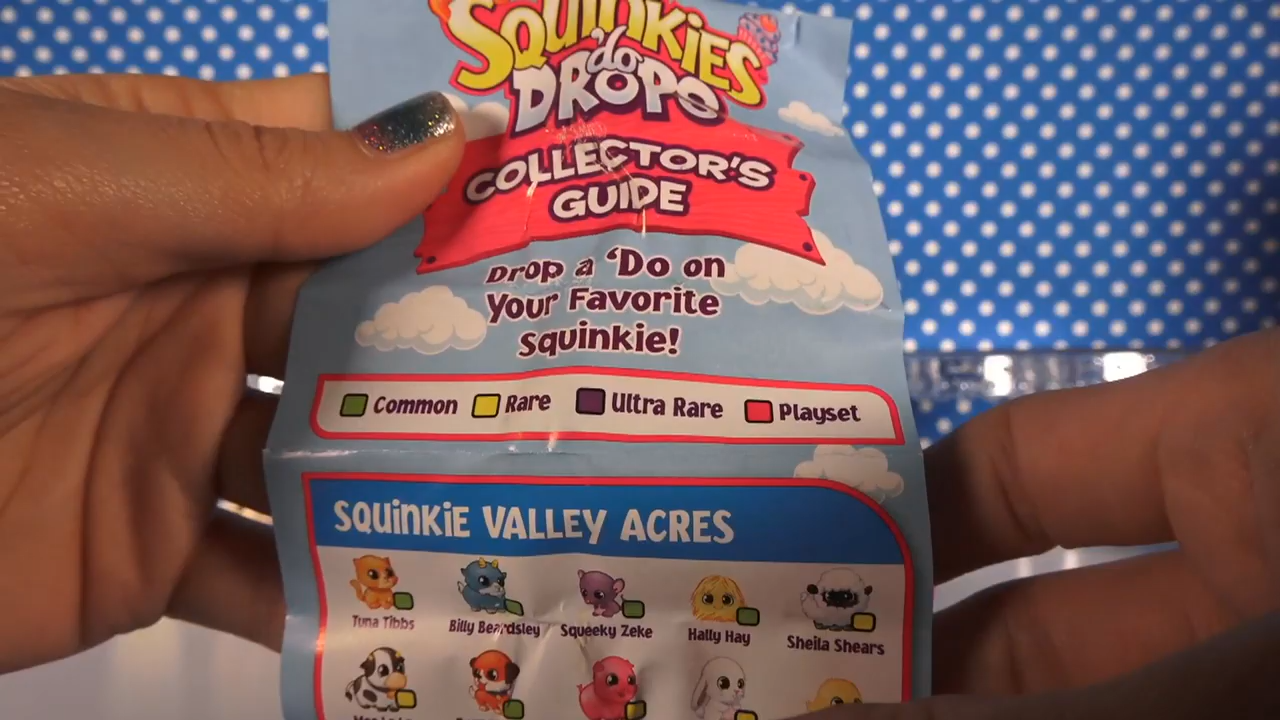 SQUINKIES
'do
DROPS
COLLECTOR'S
GUIDE
Drop a 'Do on
Your Favorite
Squinkie!
Common Rare Ultra Rare Playset
SQUINKIE VALLEY ACRES
Tuna Tibbs Billy Beardsley Squeeky Zeke Hally Hay Sheila Shears